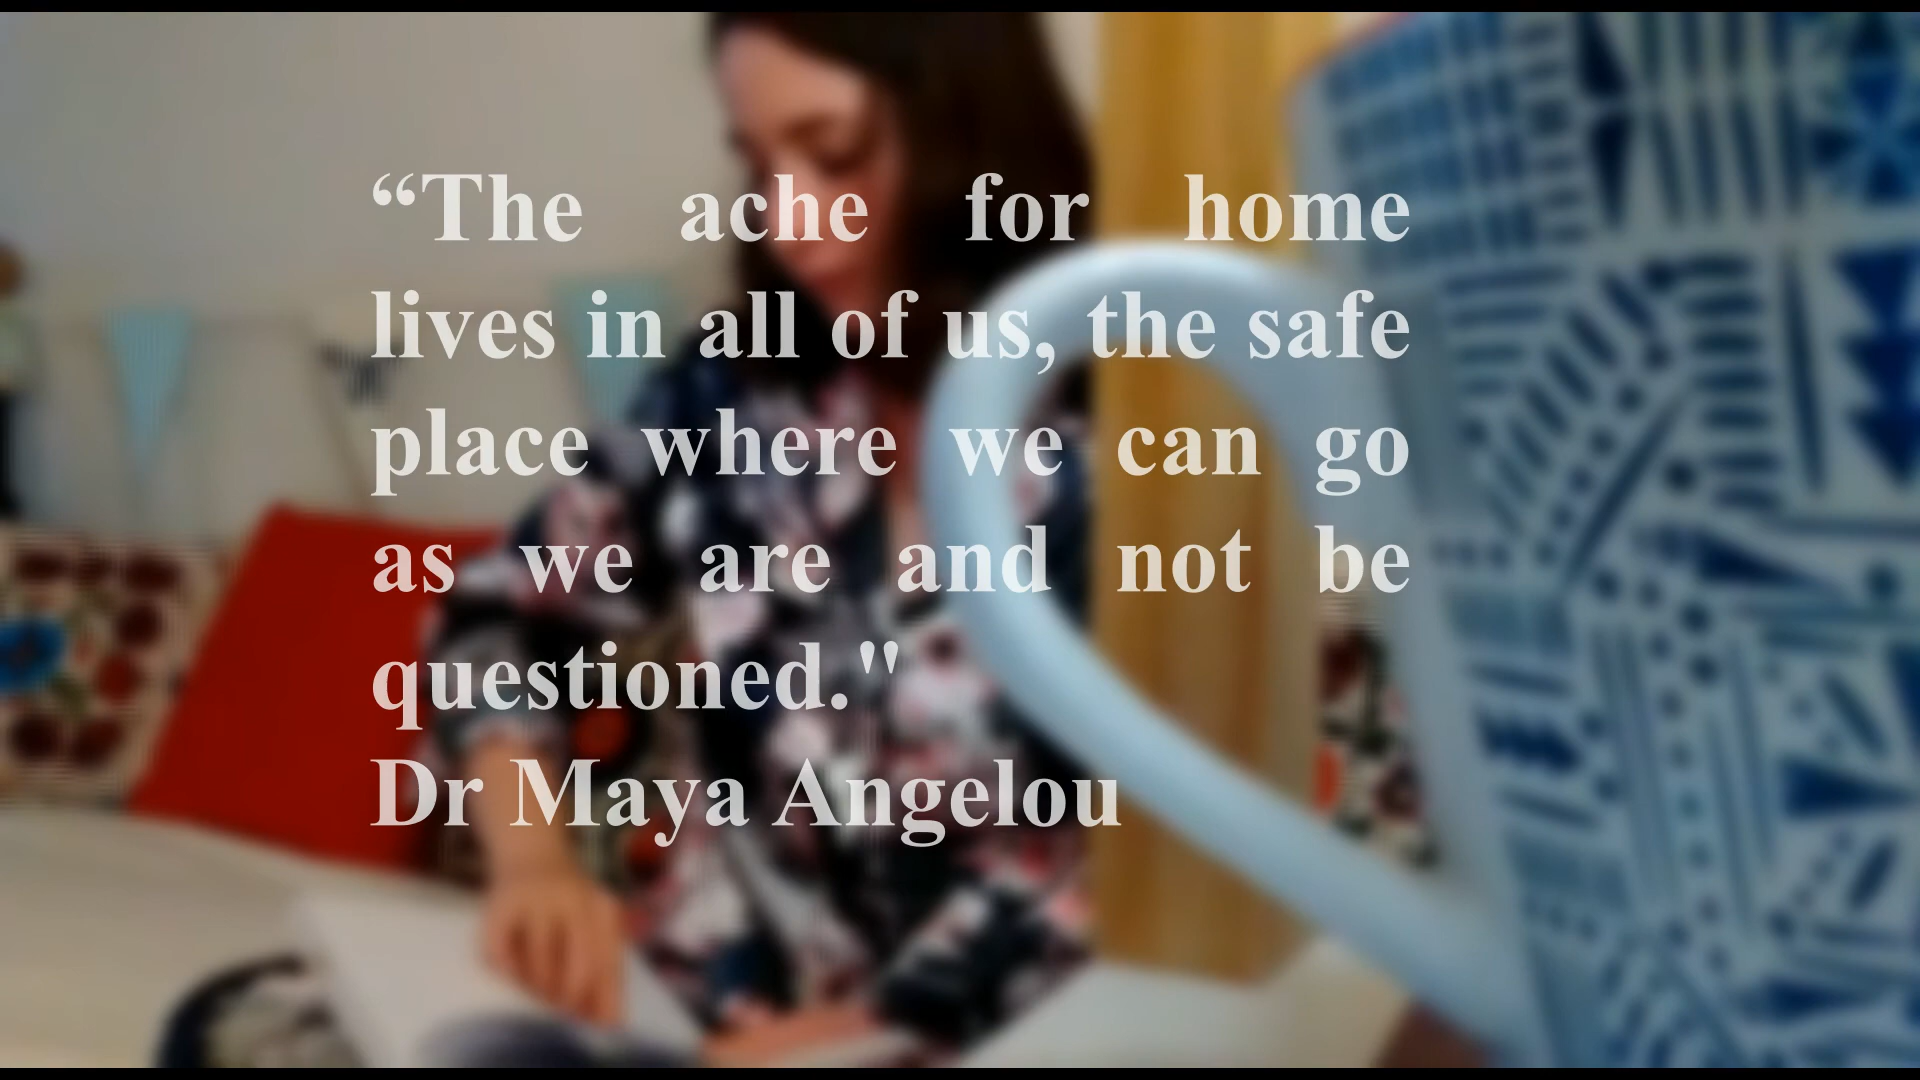 “The ache for home
lives in all of us, the safe
place where we can go
as we are and not be
questioned."
Dr Maya Angelou